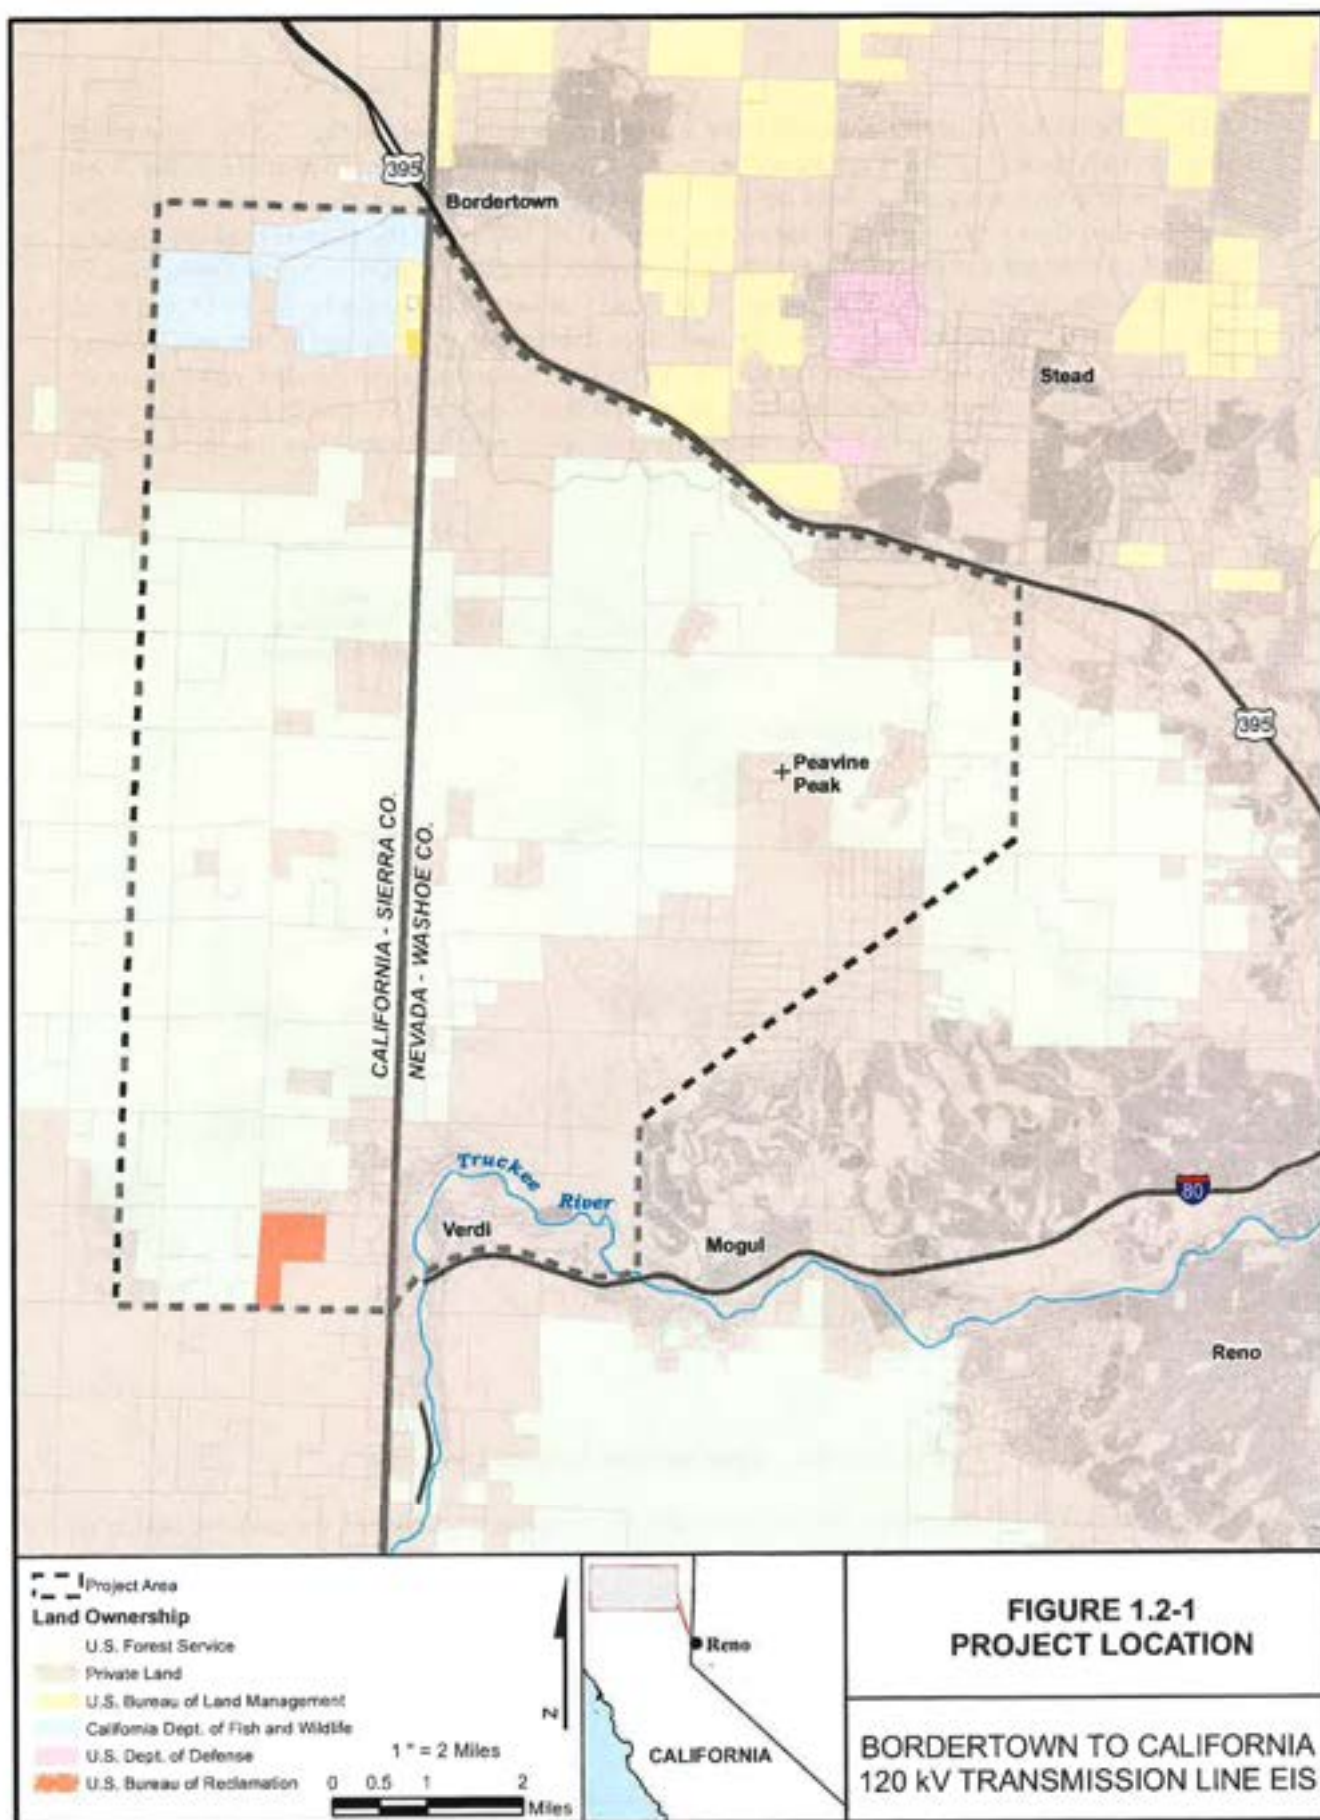 395
Bordertown
Stead
395
Peavine
Peak
CALIFORNIA - SIERRA CO.
NEVADA - WASHOE CO.
Truckee
River
80
Verdi
Mogul
Reno
Project Area
Land Ownership
U.S. Forest Service
Private Land
U.S. Bureau of Land Management
California Dept. of Fish and Wildlife
U.S. Dept. of Defense
U.S. Bureau of Reclamation
1 " = 2 Miles
0 0.5 1 2
Miles
N
Reno
CALIFORNIA
FIGURE 1.2-1
PROJECT LOCATION
BORDERTOWN TO CALIFORNIA
120 kV TRANSMISSION LINE EIS